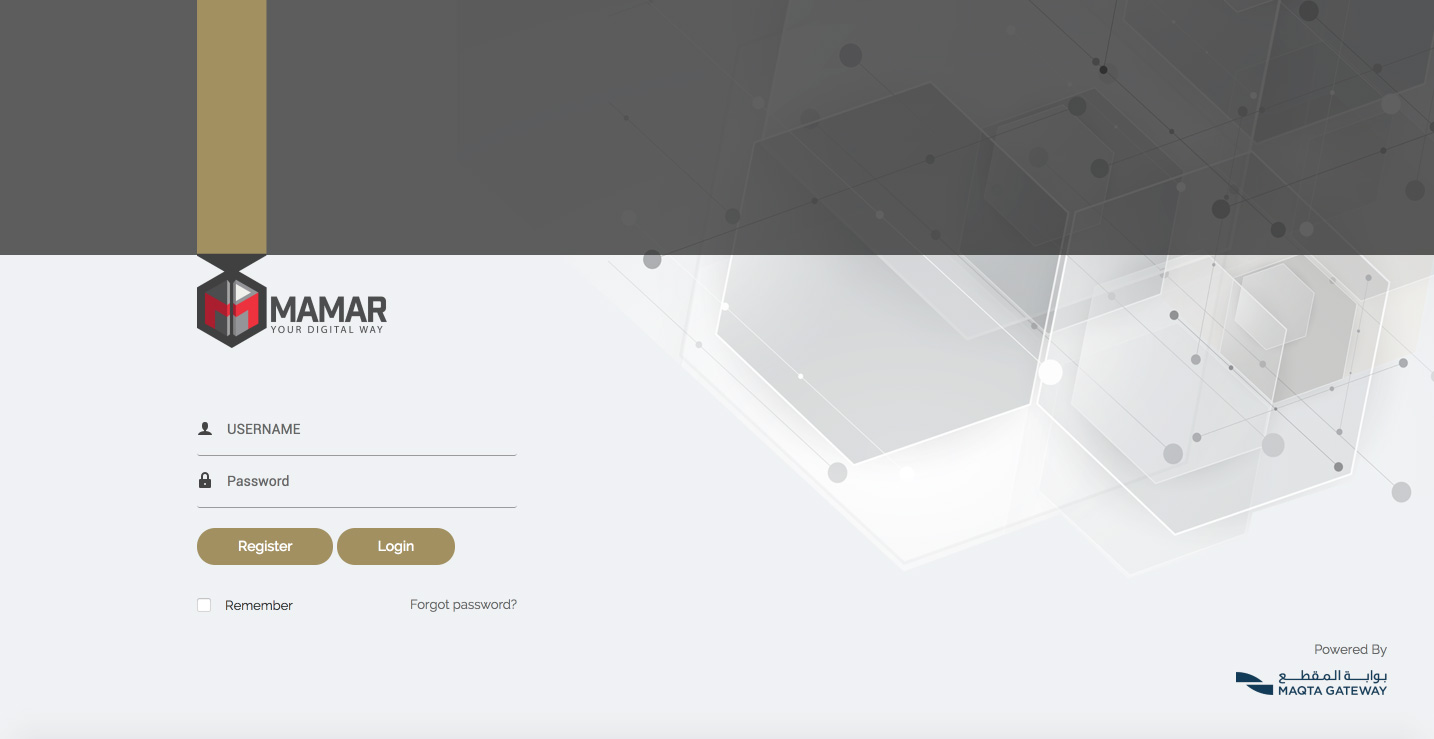 MAMAR
YOUR DIGITAL WAY
USERNAME
Password
Register
Login
Remember
Forgot password?
Powered By
بوابة المقطع
MAQTA GATEWAY